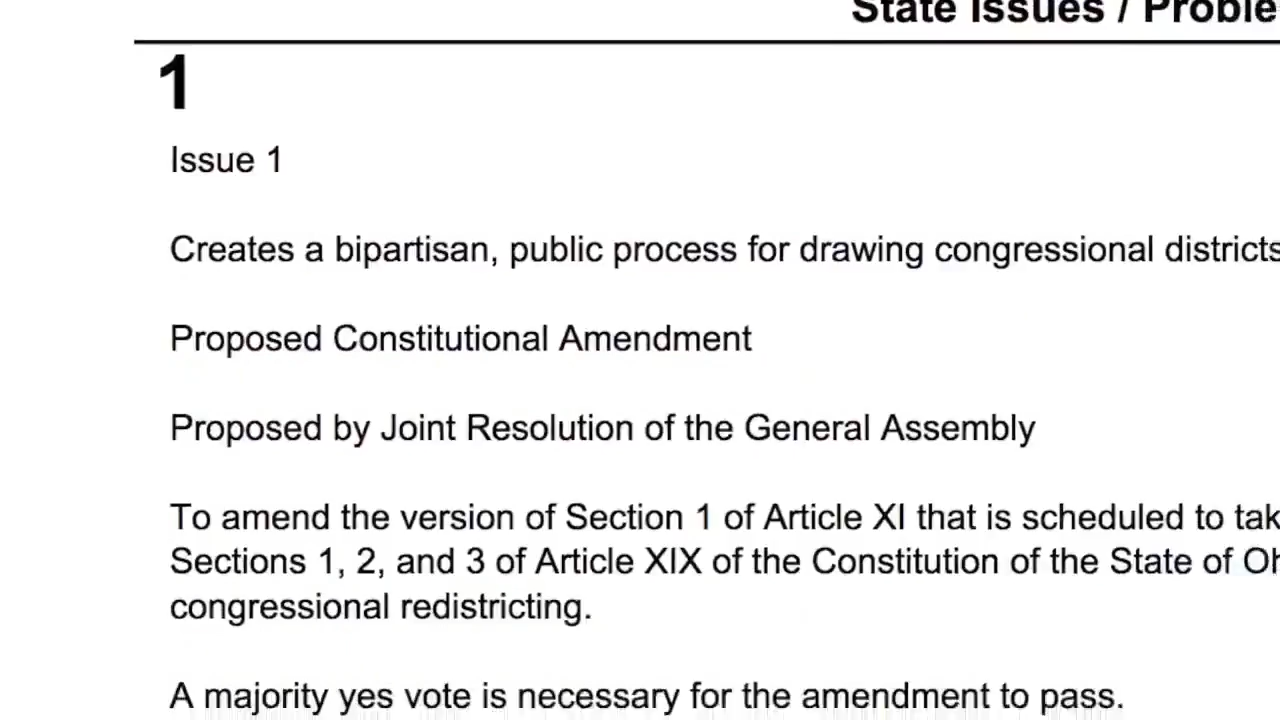 State Issues /
1
Issue 1
Creates a bipartisan, public process for drawing congressional districts
Proposed Constitutional Amendment
Proposed by Joint Resolution of the General Assembly
To amend the version of Section 1 of Article XI that is scheduled to
Sections 1, 2, and 3 of Article XIX of the Constitution of the State of
congressional redistricting.
A majority yes vote is necessary for the amendment to pass.